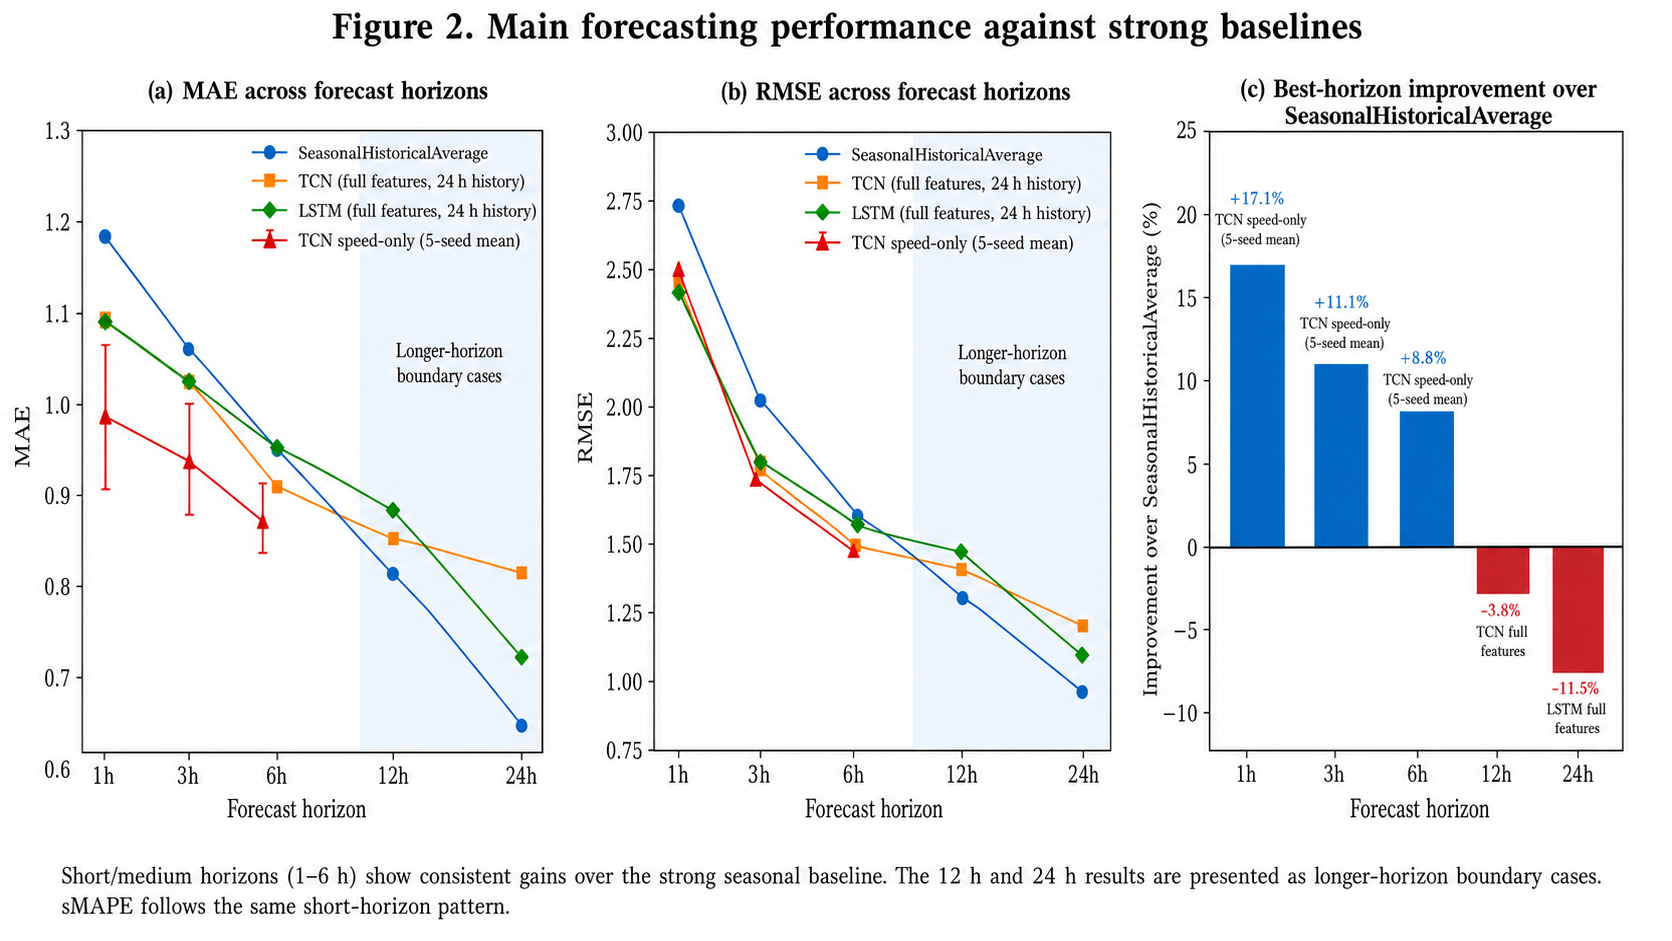 Figure 2. Main forecasting performance against strong baselines
(a) MAE across forecast horizons
1.3
1.2
1.1
1.0
0.9
0.8
0.7
0.6
MAE
SeasonalHistoricalAverage
TCN (full features, 24 h history)
LSTM (full features, 24 h history)
TCN speed-only (5-seed mean)
Longer-horizon
boundary cases
1h 3h 6h 12h 24h
Forecast horizon
(b) RMSE across forecast horizons
3.00
2.75
2.50
2.25
2.00
1.75
1.50
1.25
1.00
0.75
RMSE
SeasonalHistoricalAverage
TCN (full features, 24 h history)
LSTM (full features, 24 h history)
TCN speed-only (5-seed mean)
Longer-horizon
boundary cases
1h 3h 6h 12h 24h
Forecast horizon
(c) Best-horizon improvement over
SeasonalHistoricalAverage
25
20
15
10
5
0
−5
−10
Improvement over SeasonalHistoricalAverage (%)
+17.1%
TCN speed-only
(5-seed mean)
+11.1%
TCN speed-only
(5-seed mean)
+8.8%
TCN speed-only
(5-seed mean)
−3.8%
TCN full
features
−11.5%
LSTM full
features
1h 3h 6h 12h 24h
Forecast horizon
Short/medium horizons (1–6 h) show consistent gains over the strong seasonal baseline. The 12 h and 24 h results are presented as longer-horizon boundary cases.
sMAPE follows the same short-horizon pattern.